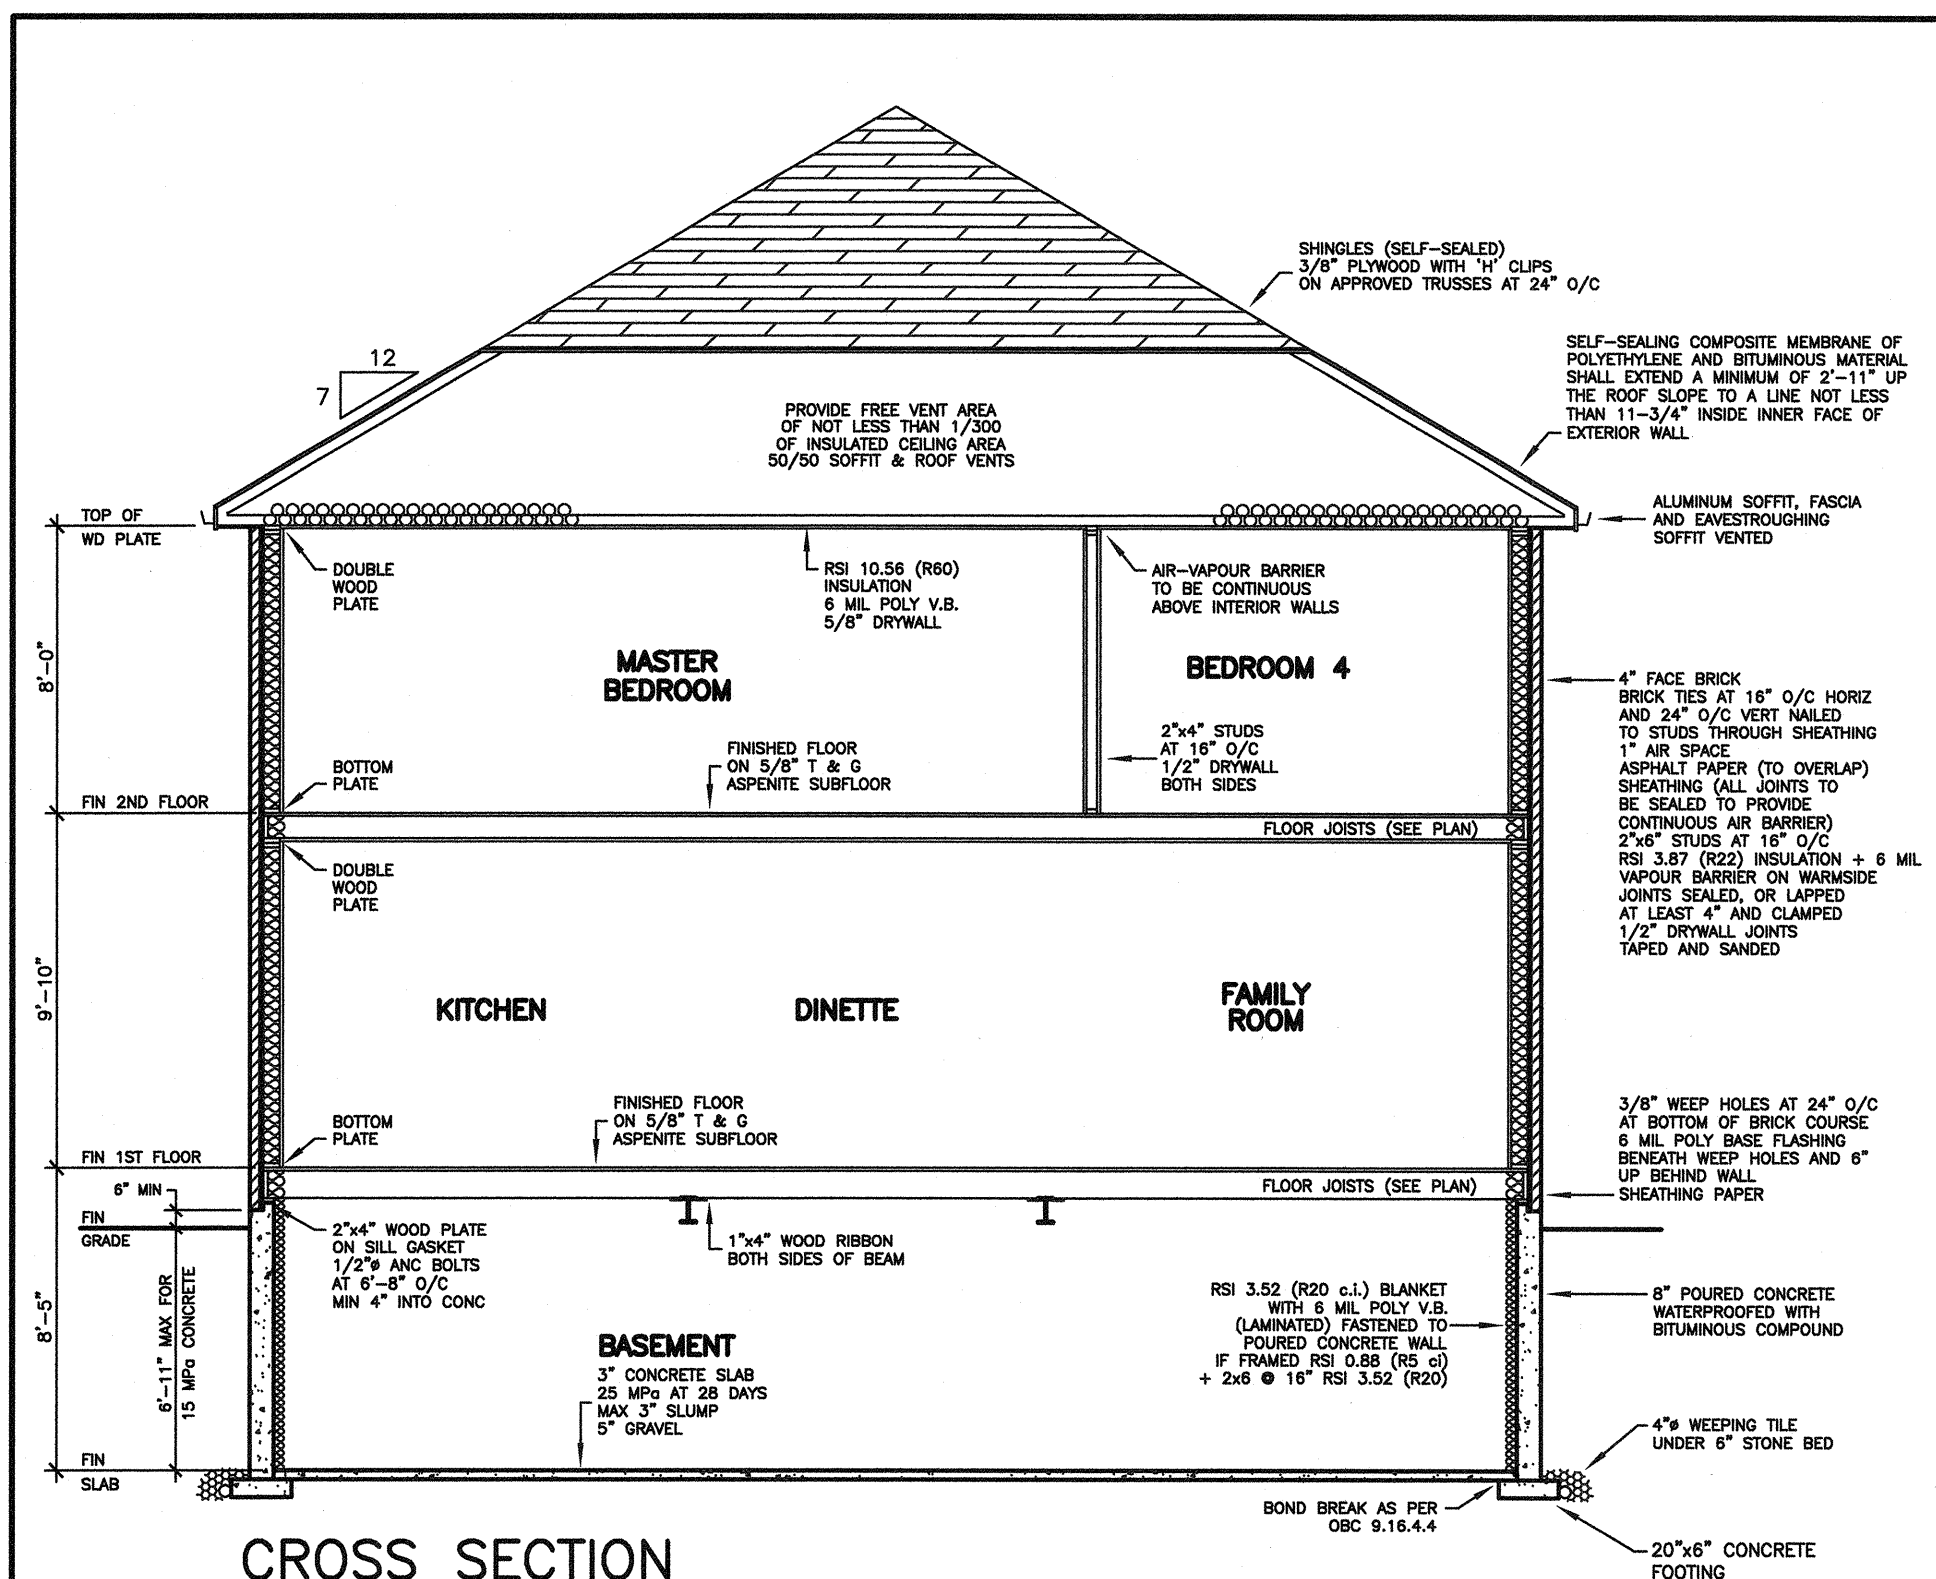 SHINGLES (SELF-SEALED)
3/8" PLYWOOD WITH 'H' CLIPS
ON APPROVED TRUSSES AT 24" O/C
12
7
SELF-SEALING COMPOSITE MEMBRANE OF
POLYETHYLENE AND BITUMINOUS MATERIAL
SHALL EXTEND A MINIMUM OF 2'-11" UP
THE ROOF SLOPE TO A LINE NOT LESS
THAN 11-3/4" INSIDE INNER FACE OF
EXTERIOR WALL
PROVIDE FREE VENT AREA
OF NOT LESS THAN 1/300
OF INSULATED CEILING AREA
50/50 SOFFIT & ROOF VENTS
TOP OF
WD PLATE
ALUMINUM SOFFIT, FASCIA
AND EAVESTROUGHING
SOFFIT VENTED
DOUBLE
WOOD
PLATE
RSI 10.56 (R60)
INSULATION
6 MIL POLY V.B.
5/8" DRYWALL
AIR-VAPOUR BARRIER
TO BE CONTINUOUS
ABOVE INTERIOR WALLS
8'-0"
MASTER
BEDROOM
BEDROOM 4
4" FACE BRICK
BRICK TIES AT 16" O/C HORIZ
AND 24" O/C VERT NAILED
TO STUDS THROUGH SHEATHING
1" AIR SPACE
ASPHALT PAPER (TO OVERLAP)
SHEATHING (ALL JOINTS TO
BE SEALED TO PROVIDE
CONTINUOUS AIR BARRIER)
2"x6" STUDS AT 16" O/C
RSI 3.87 (R22) INSULATION + 6 MIL
VAPOUR BARRIER ON WARMSIDE
JOINTS SEALED, OR LAPPED
AT LEAST 4" AND CLAMPED
1/2" DRYWALL JOINTS
TAPED AND SANDED
BOTTOM
PLATE
FINISHED FLOOR
ON 5/8" T & G
ASPENITE SUBFLOOR
2"x4" STUDS
AT 16" O/C
1/2" DRYWALL
BOTH SIDES
FIN 2ND FLOOR
FLOOR JOISTS (SEE PLAN)
DOUBLE
WOOD
PLATE
9'-10"
KITCHEN
DINETTE
FAMILY
ROOM
BOTTOM
PLATE
FINISHED FLOOR
ON 5/8" T & G
ASPENITE SUBFLOOR
3/8" WEEP HOLES AT 24" O/C
AT BOTTOM OF BRICK COURSE
6 MIL POLY BASE FLASHING
BENEATH WEEP HOLES AND 6"
UP BEHIND WALL
SHEATHING PAPER
FIN 1ST FLOOR
6" MIN
FLOOR JOISTS (SEE PLAN)
FIN
GRADE
2"x4" WOOD PLATE
ON SILL GASKET
1/2"ø ANC BOLTS
AT 6'-8" O/C
MIN 4" INTO CONC
1"x4" WOOD RIBBON
BOTH SIDES OF BEAM
8'-5"
6'-11" MAX FOR
15 MPa CONCRETE
RSI 3.52 (R20 c.i.) BLANKET
WITH 6 MIL POLY V.B.
(LAMINATED) FASTENED TO
POURED CONCRETE WALL
IF FRAMED RSI 0.88 (R5 ci)
+ 2x6 @ 16" RSI 3.52 (R20)
8" POURED CONCRETE
WATERPROOFED WITH
BITUMINOUS COMPOUND
BASEMENT
3" CONCRETE SLAB
25 MPa AT 28 DAYS
MAX 3" SLUMP
5" GRAVEL
4"ø WEEPING TILE
UNDER 6" STONE BED
FIN
SLAB
BOND BREAK AS PER
OBC 9.16.4.4
20"x6" CONCRETE
FOOTING
CROSS SECTION